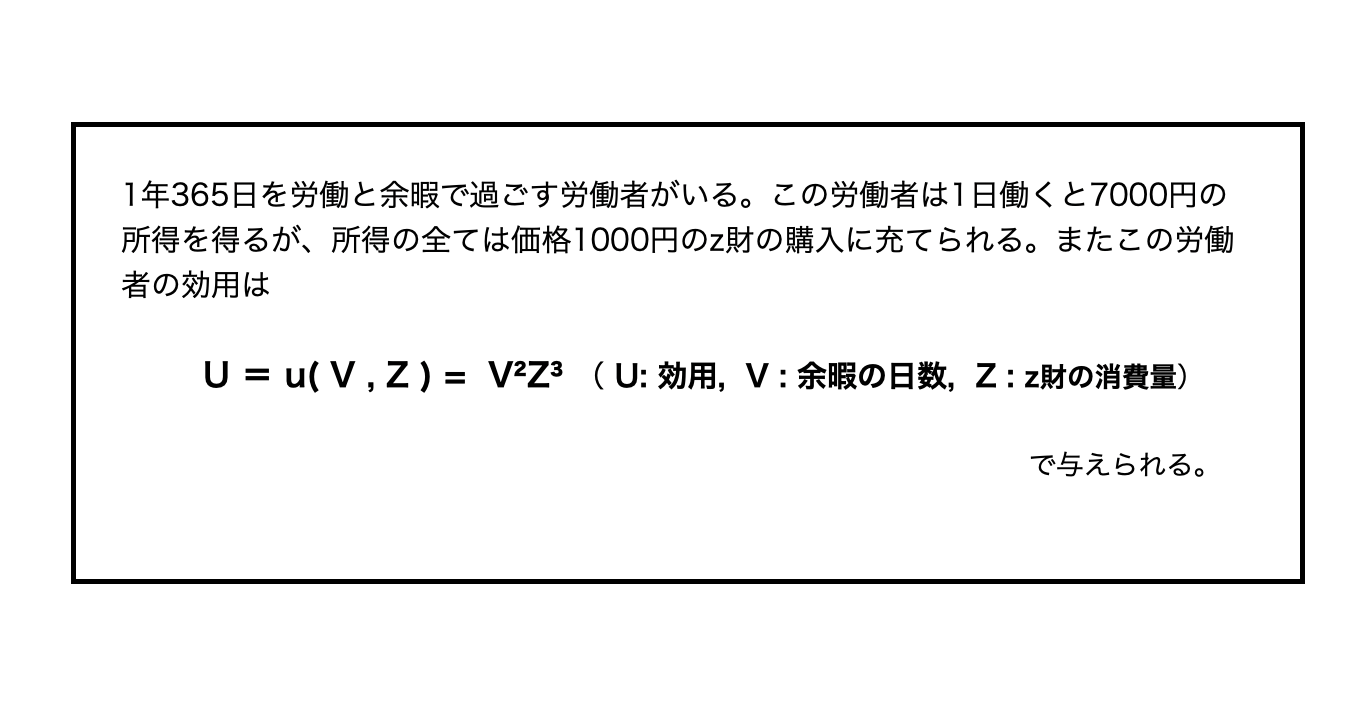 1年365日を労働と余暇で過ごす労働者がいる。この労働者は1日働くと7000円の
所得を得るが、所得の全ては価格1000円のz財の購入に充てられる。またこの労働
者の効用は
U = u( V , Z ) = V²Z³ （ U: 効用, V : 余暇の日数, Z : z財の消費量）
で与えられる。